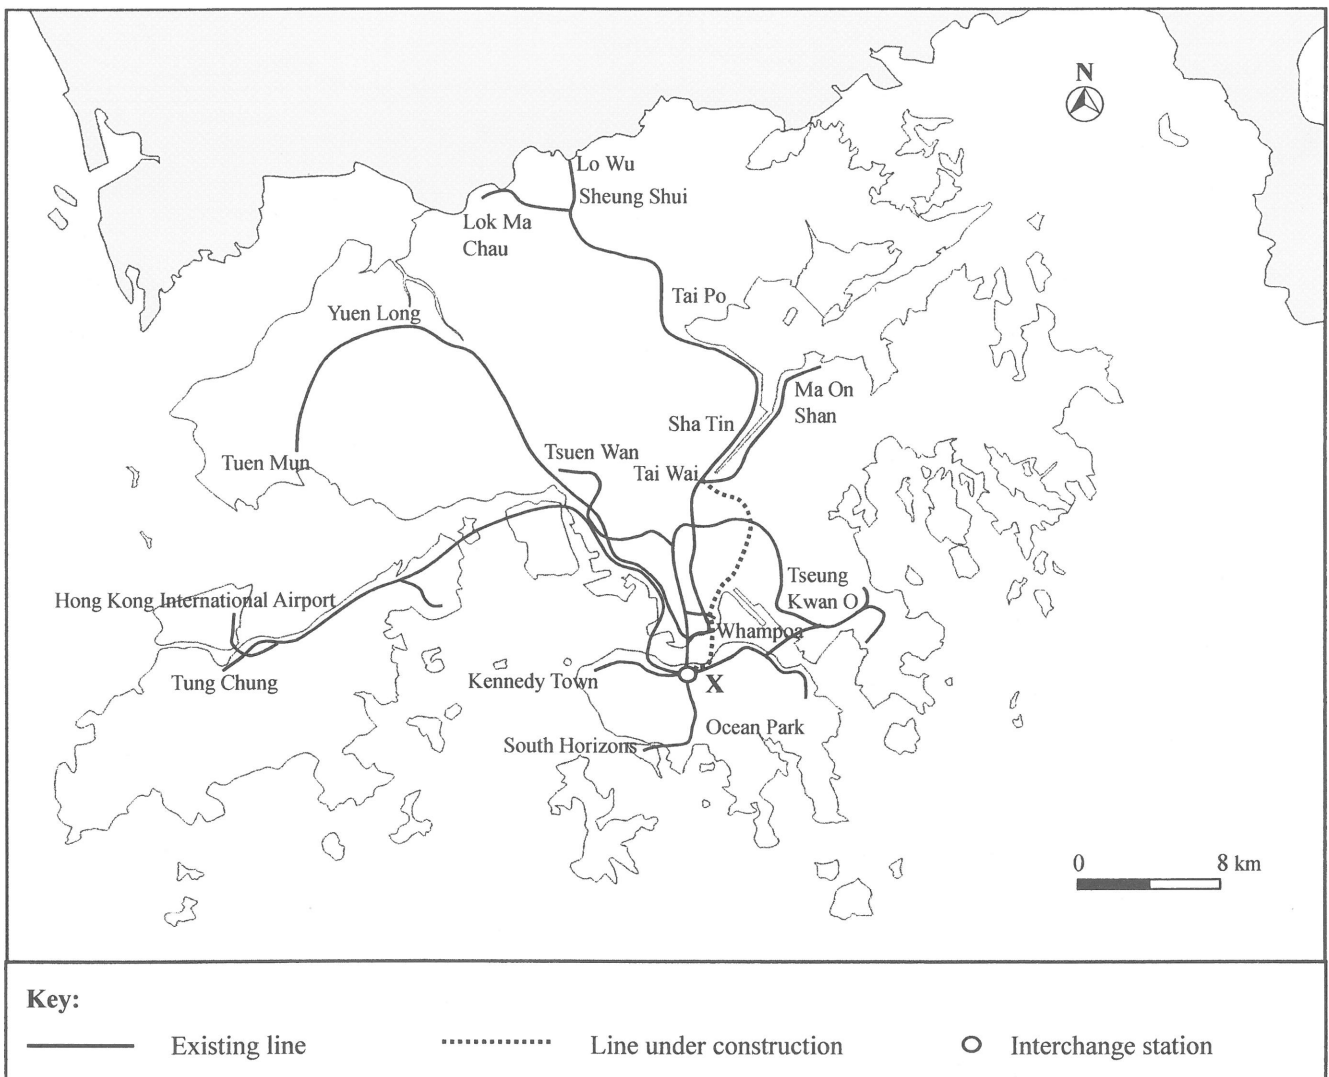 N
Lo Wu
Sheung Shui
Lok Ma
Chau
Tai Po
Yuen Long
Ma On
Shan
Sha Tin
Tsuen Wan
Tuen Mun
Tai Wai
Tseung
Kwan O
Hong Kong International Airport
Whampoa
Tung Chung
Kennedy Town
X
Ocean Park
South Horizons
0 8 km
Key:
Existing line
Line under construction
Interchange station